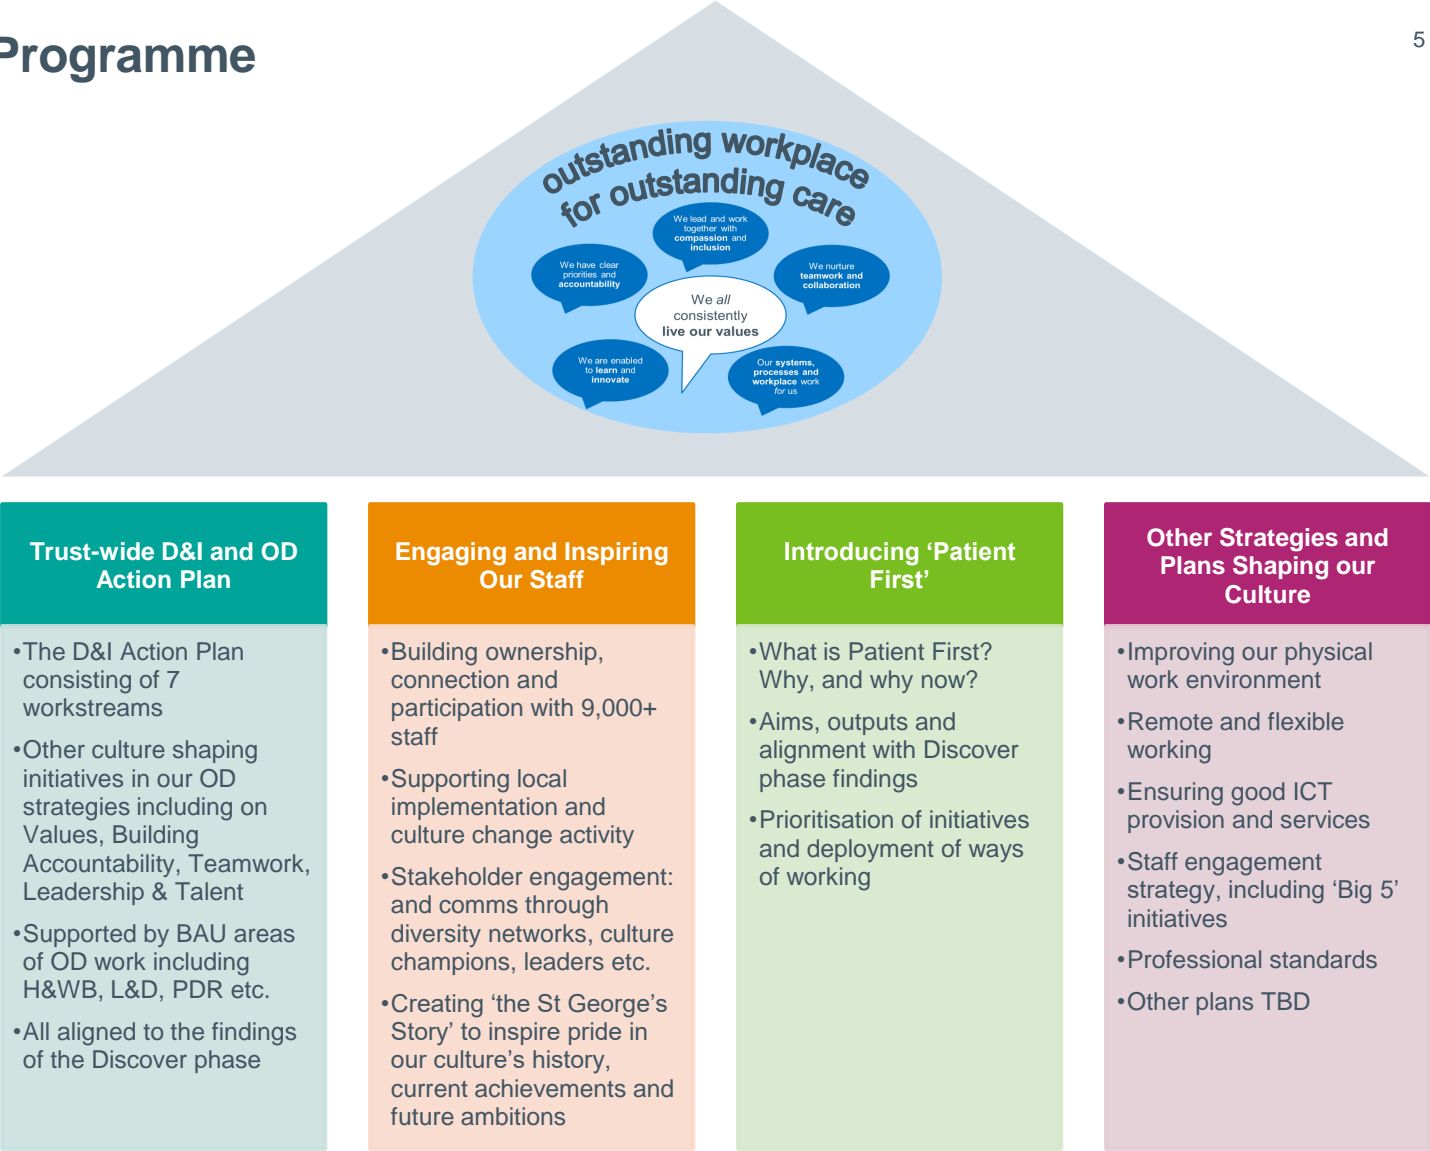 Programme
5
outstanding workplace
for outstanding care
We lead and work
together with
compassion and
inclusion
We have clear
priorities and
accountability
We nurture
teamwork and
collaboration
We all
consistently
live our values
We are enabled
to learn and
innovate
Our systems,
processes and
workplace work
for us
Trust-wide D&I and OD
Action Plan
•The D&I Action Plan
consisting of 7
workstreams
•Other culture shaping
initiatives in our OD
strategies including on
Values, Building
Accountability, Teamwork,
Leadership & Talent
•Supported by BAU areas
of OD work including
H&WB, L&D, PDR etc.
•All aligned to the findings
of the Discover phase
Engaging and Inspiring
Our Staff
•Building ownership,
connection and
participation with 9,000+
staff
•Supporting local
implementation and
culture change activity
•Stakeholder engagement:
and comms through
diversity networks, culture
champions, leaders etc.
•Creating ‘the St George’s
Story’ to inspire pride in
our culture’s history,
current achievements and
future ambitions
Introducing ‘Patient
First’
•What is Patient First?
Why, and why now?
•Aims, outputs and
alignment with Discover
phase findings
•Prioritisation of initiatives
and deployment of ways
of working
Other Strategies and
Plans Shaping our
Culture
•Improving our physical
work environment
•Remote and flexible
working
•Ensuring good ICT
provision and services
•Staff engagement
strategy, including ‘Big 5’
initiatives
•Professional standards
•Other plans TBD